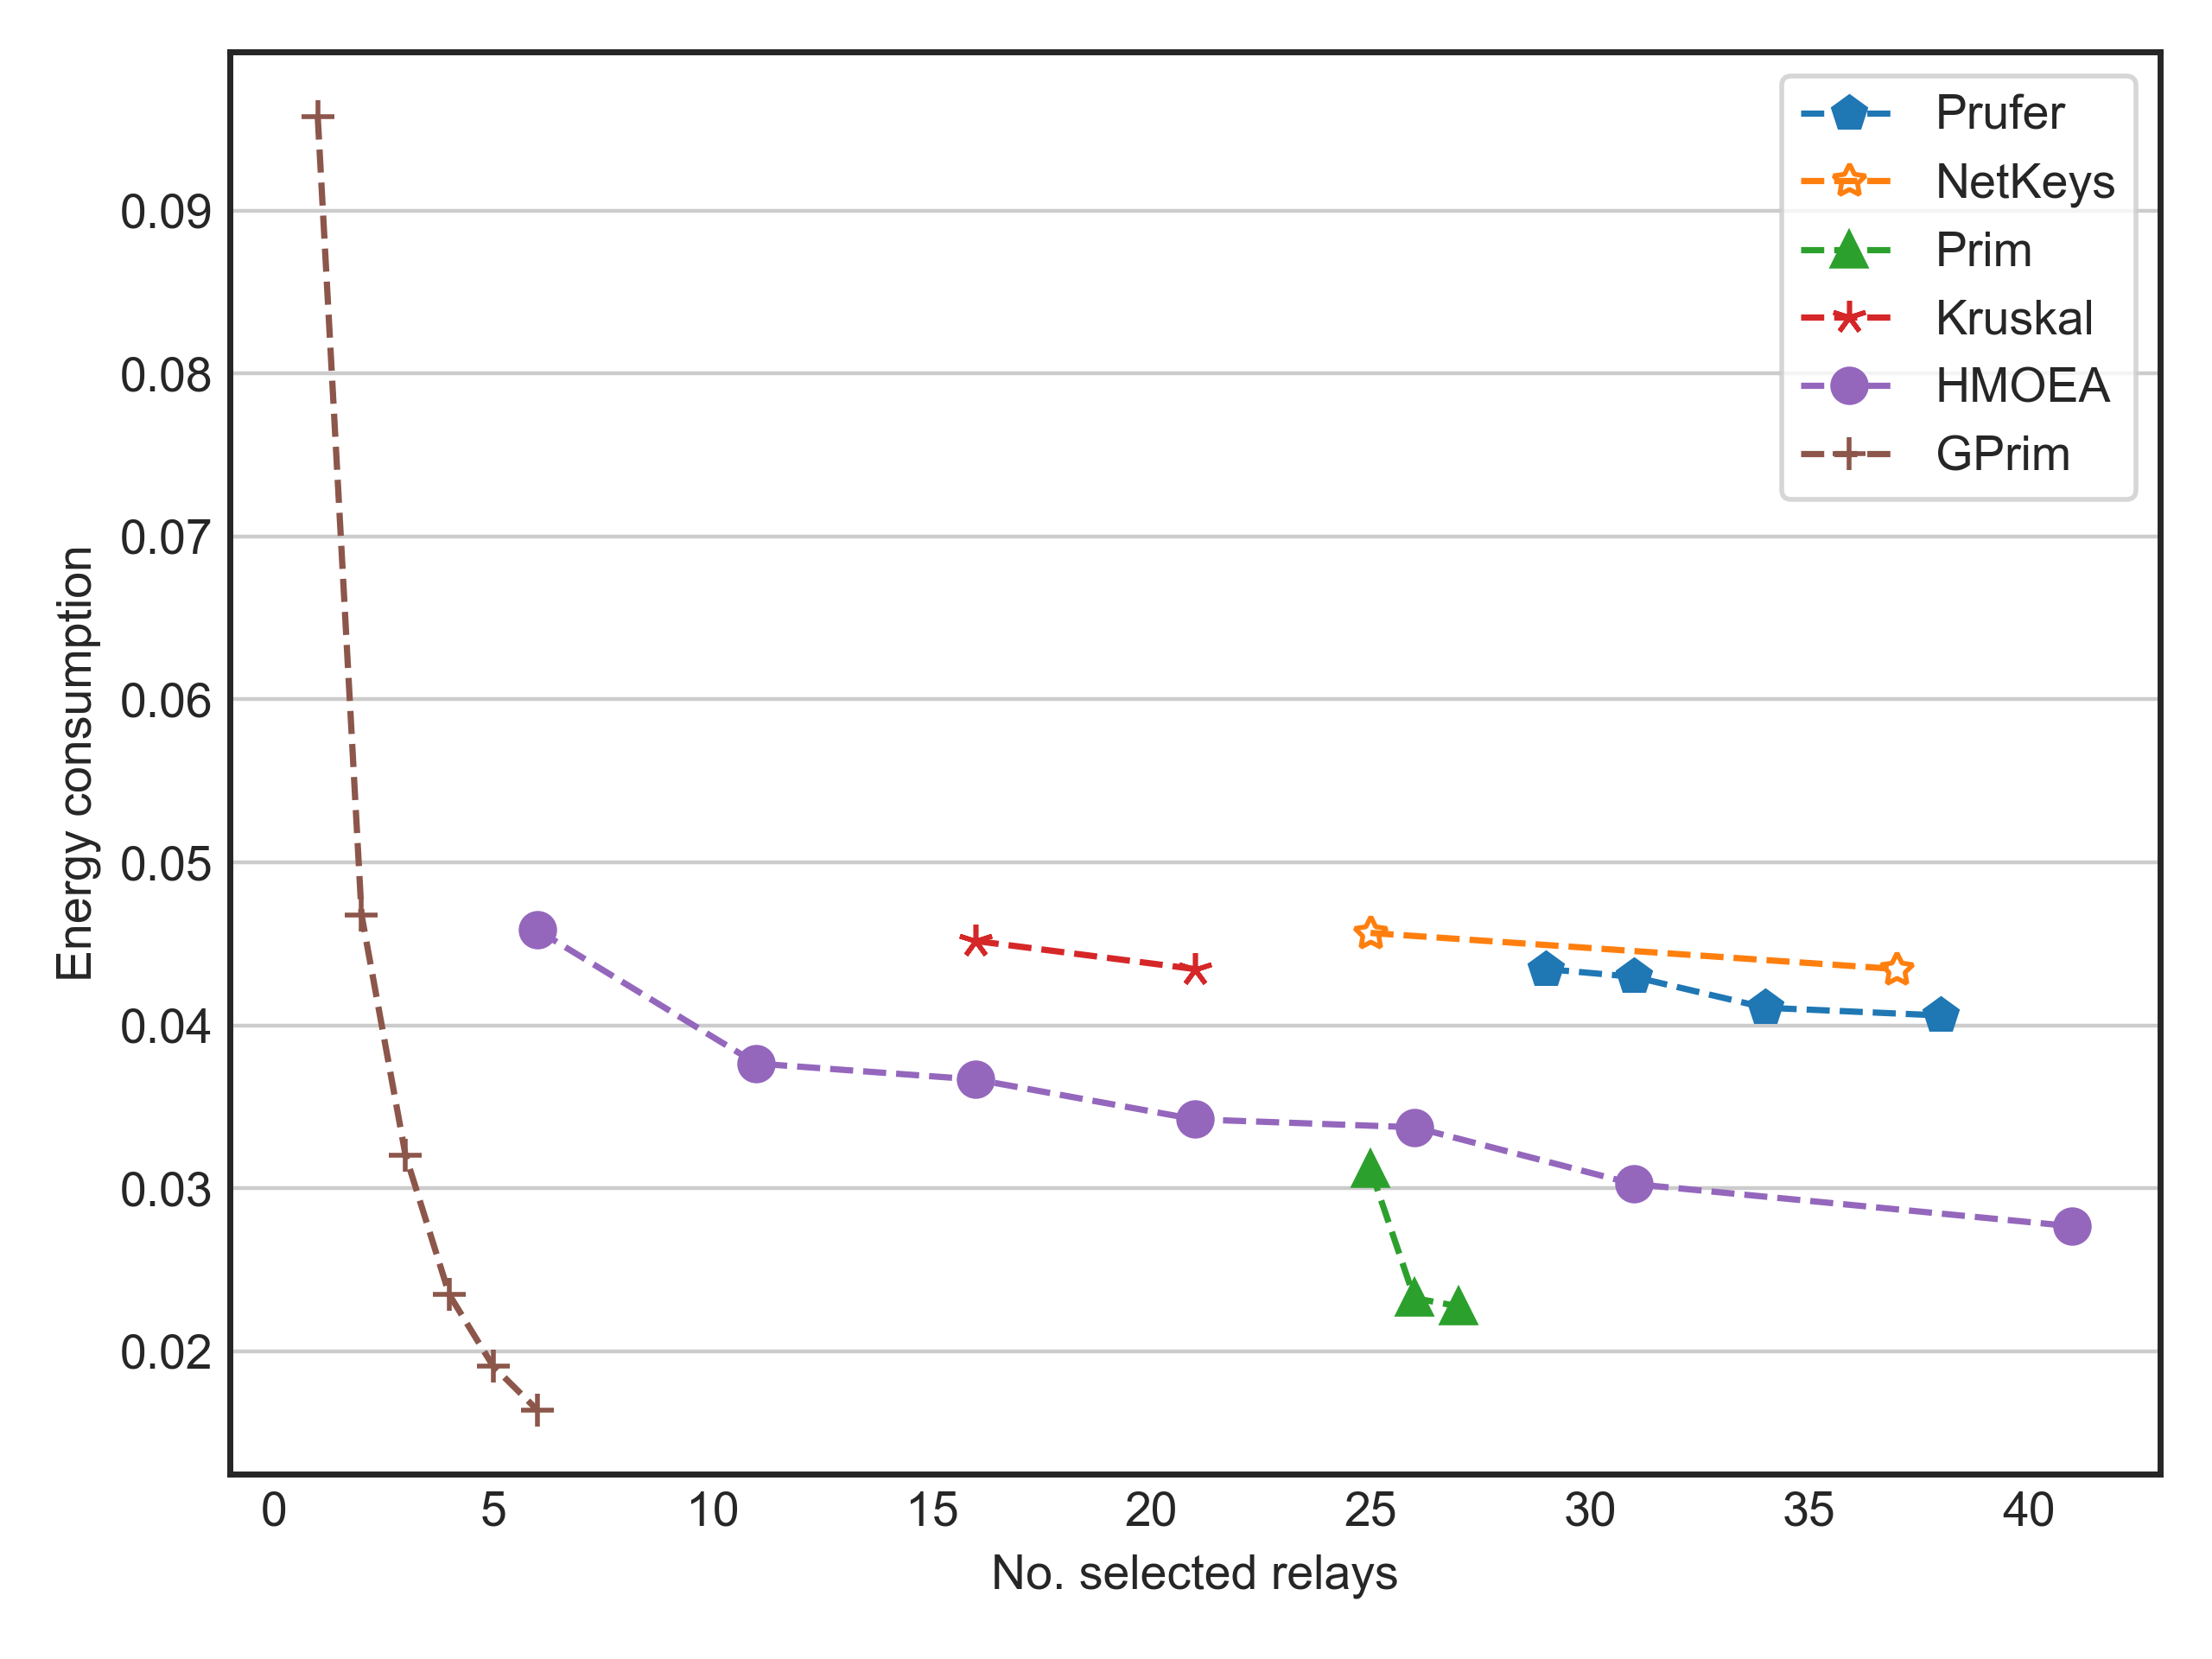 Energy consumption
0.09
0.08
0.07
0.06
0.05
0.04
0.03
0.02
Prufer
NetKeys
Prim
Kruskal
HMOEA
GPrim
0 5 10 15 20 25 30 35 40
No. selected relays